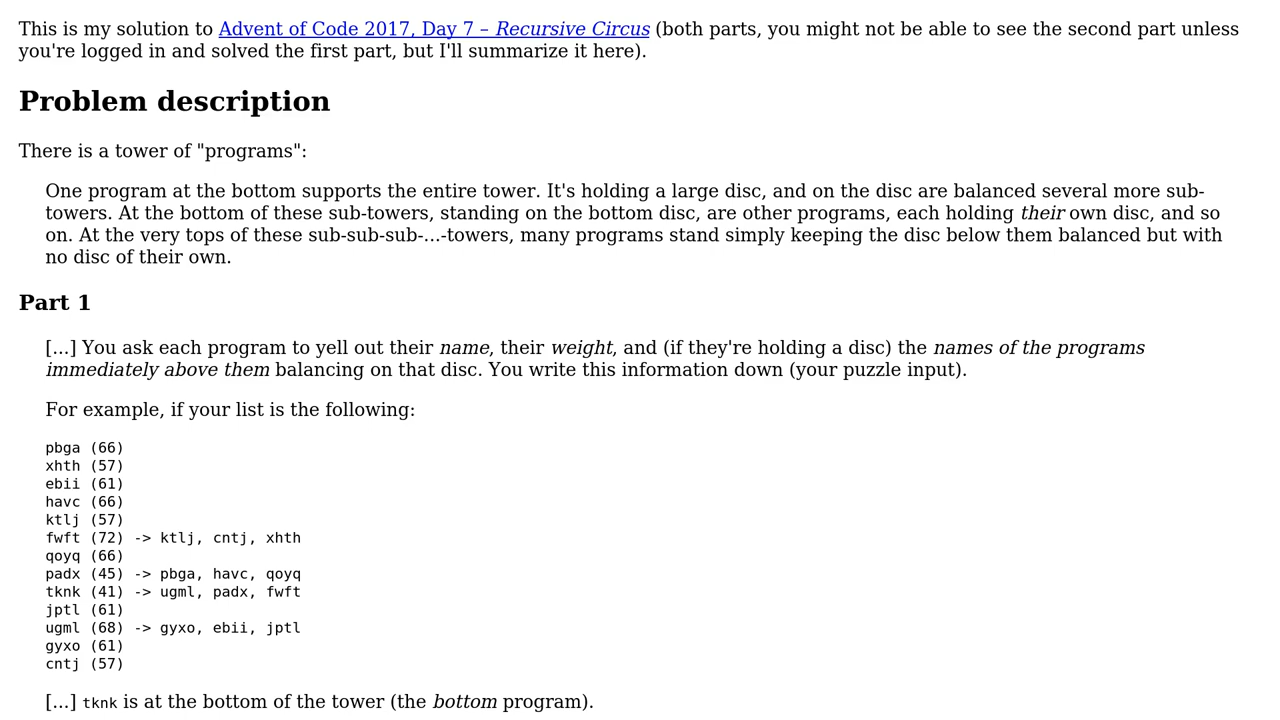 This is my solution to Advent of Code 2017, Day 7 – Recursive Circus (both parts, you might not be able to see the second part unless
you're logged in and solved the first part, but I'll summarize it here).
Problem description
There is a tower of "programs":
One program at the bottom supports the entire tower. It's holding a large disc, and on the disc are balanced several more sub-
towers. At the bottom of these sub-towers, standing on the bottom disc, are other programs, each holding their own disc, and so
on. At the very tops of these sub-sub-sub-...-towers, many programs stand simply keeping the disc below them balanced but with
no disc of their own.
Part 1
[...] You ask each program to yell out their name, their weight, and (if they're holding a disc) the names of the programs
immediately above them balancing on that disc. You write this information down (your puzzle input).
For example, if your list is the following:
pbga (66)
xhth (57)
ebii (61)
havc (66)
ktlj (57)
fwft (72) -> ktlj, cntj, xhth
qoyq (66)
padx (45) -> pbga, havc, qoyq
tknk (41) -> ugml, padx, fwft
jptl (61)
ugml (68) -> gyxo, ebii, jptl
gyxo (61)
cntj (57)
[...] tknk is at the bottom of the tower (the bottom program).